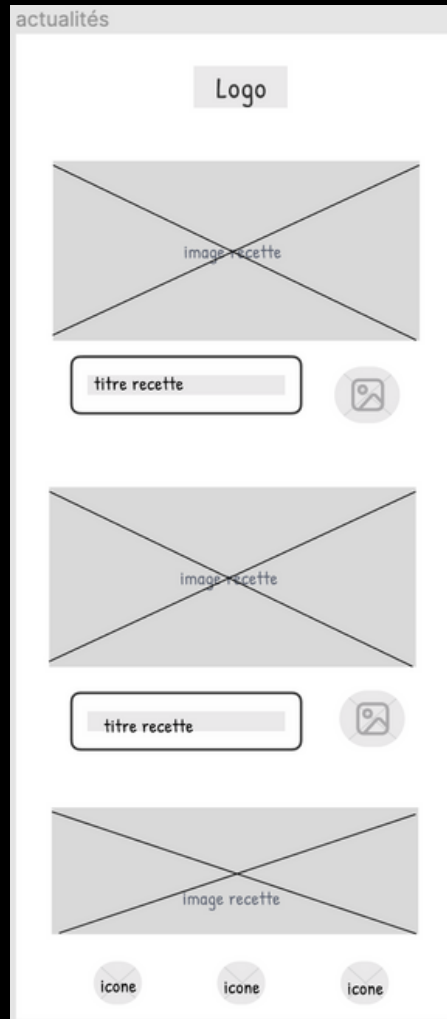 actualités
Logo
image recette
titre recette
image recette
titre recette
image recette
icone
icone
icone